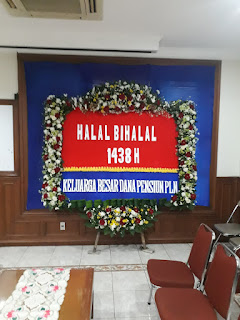 HALAL BIHALAL
1438 H
KELUARGA BESAR DANA PENSIUN PLN